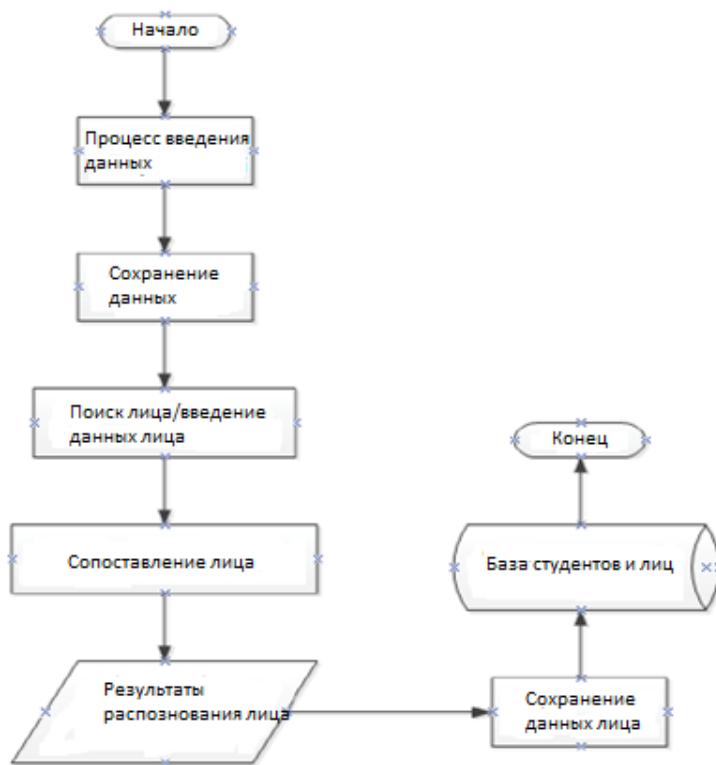 Начало
Процесс введения
данных
Сохранение
данных
Поиск лица/введение
данных лица
Сопоставление лица
Результаты
распознования лица
Сохранение
данных лица
База студентов и лиц
Конец